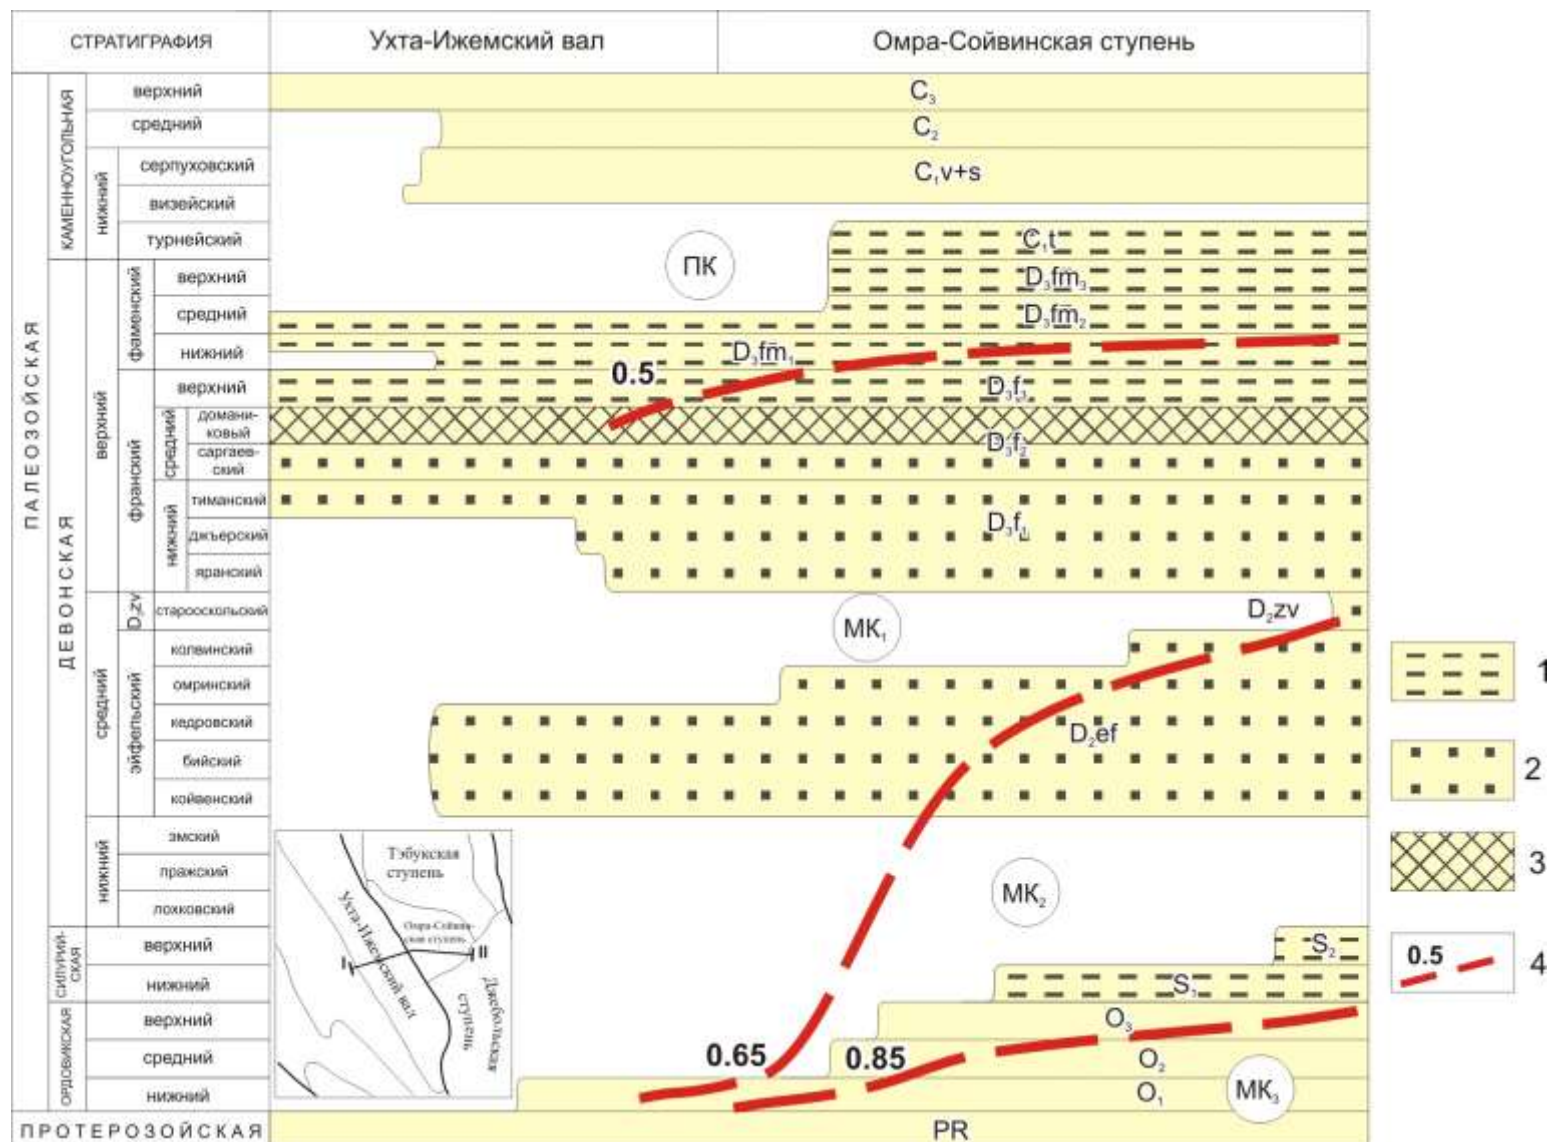 СТРАТИГРАФИЯ
Ухта-Ижемский вал
Омра-Сойвинская ступень
ПАЛЕОЗОЙСКАЯ
КАМЕННОУГОЛЬНАЯ
верхний
C₃
средний
C₂
нижний
серпуховский
C₁v+s
визейский
турнейский
C₁t
ПК
ДЕВОНСКАЯ
верхний
фаменский
верхний
D₃fm₃
средний
D₃fm₂
нижний
D₃fm₁
0.5
франский
верхний
D₃f₃
средний
домани-
ковый
D₃f₂
саргаев-
ский
нижний
тиманский
джъерский
D₃f₁
яранский
средний
D₂zv
старооскольский
D₂zv
МК₁
эйфельский
колвинский
омринский
кедровский
D₂ef
бийский
койвенский
нижний
эмский
пражский
лохковский
МК₂
СИЛУРИЙ-
СКАЯ
верхний
S₂
нижний
S₁
ОРДОВИКСКАЯ
верхний
O₃
средний
0.65
0.85
O₂
нижний
O₁
МК₃
ПРОТЕРОЗОЙСКАЯ
PR
Тэбукская
ступень
Ухта-Ижемский вал
Омра-Сойвин-
ская ступень
I
II
Джебольская
ступень
1
2
3
0.5
4